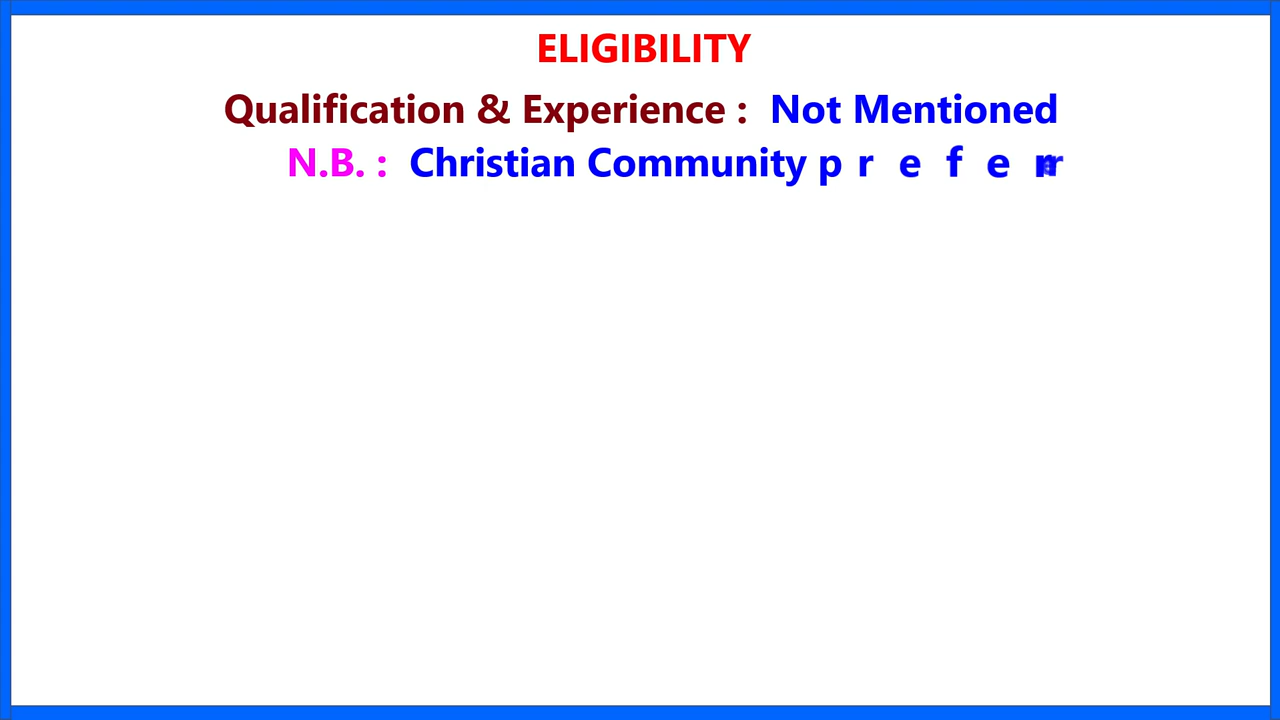 ELIGIBILITY
Qualification & Experience : Not Mentioned
N.B. : Christian Community